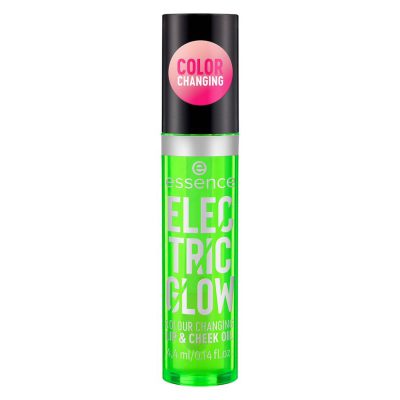 COLOR
CHANGING
essence
ELEC
TRIC
GLOW
COLOUR CHANGING
LIP & CHEEK OIL
4.4 ml/0.14 fl.oz